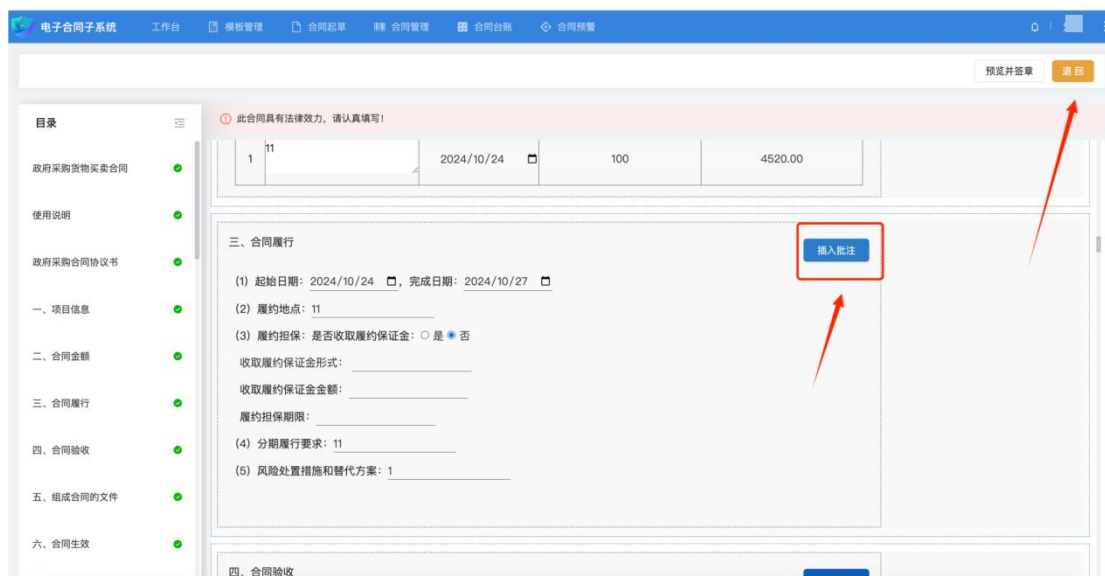 电子合同子系统 工作台 模板管理 合同起草 合同管理 合同台账 合同预警
预览并签章 退回
目录
此合同具有法律效力，请认真填写！
政府采购货物买卖合同
使用说明
政府采购合同协议书
一、项目信息
二、合同金额
三、合同履行
四、合同验收
五、组成合同的文件
六、合同生效
1 11 2024/10/24 100 4520.00
三、合同履行
插入批注
(1) 起始日期：2024/10/24，完成日期：2024/10/27
(2) 履约地点：11
(3) 履约担保：是否收取履约保证金：是 否
收取履约保证金形式：
收取履约保证金金额：
履约担保期限：
(4) 分期履行要求：11
(5) 风险处置措施和替代方案：1
四、合同验收